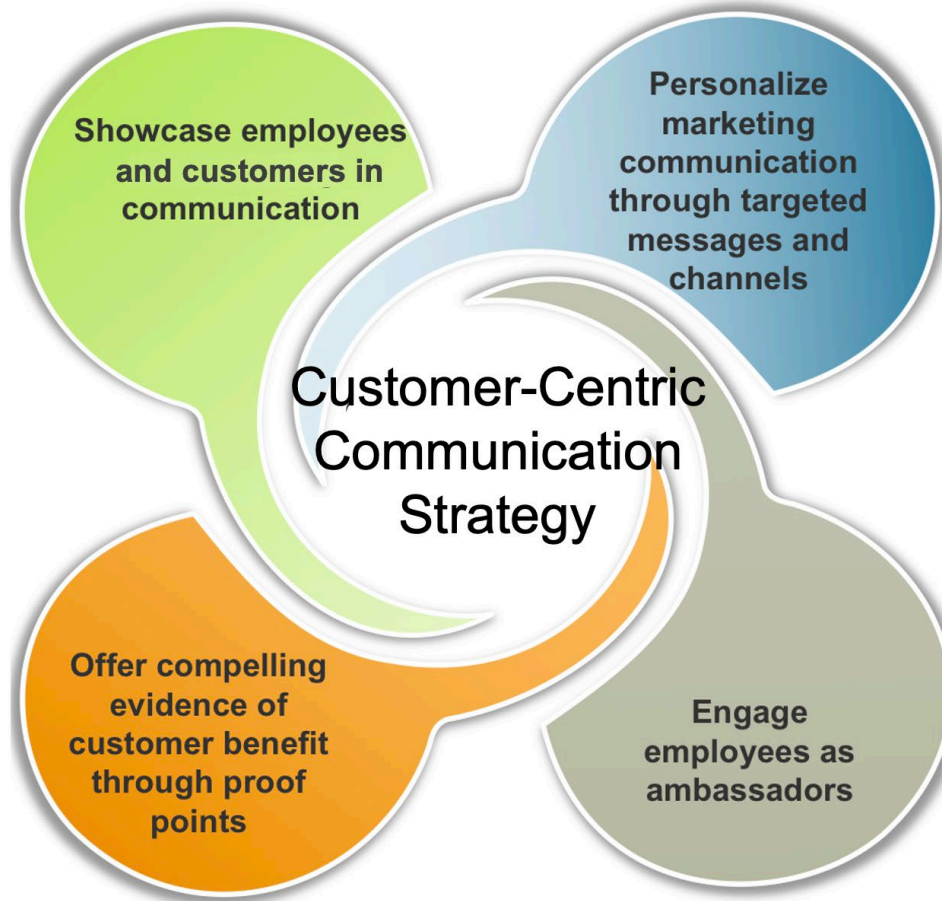 Showcase employees
and customers in
communication
Personalize
marketing
communication
through targeted
messages and
channels
Customer-Centric
Communication
Strategy
Offer compelling
evidence of
customer benefit
through proof
points
Engage
employees as
ambassadors